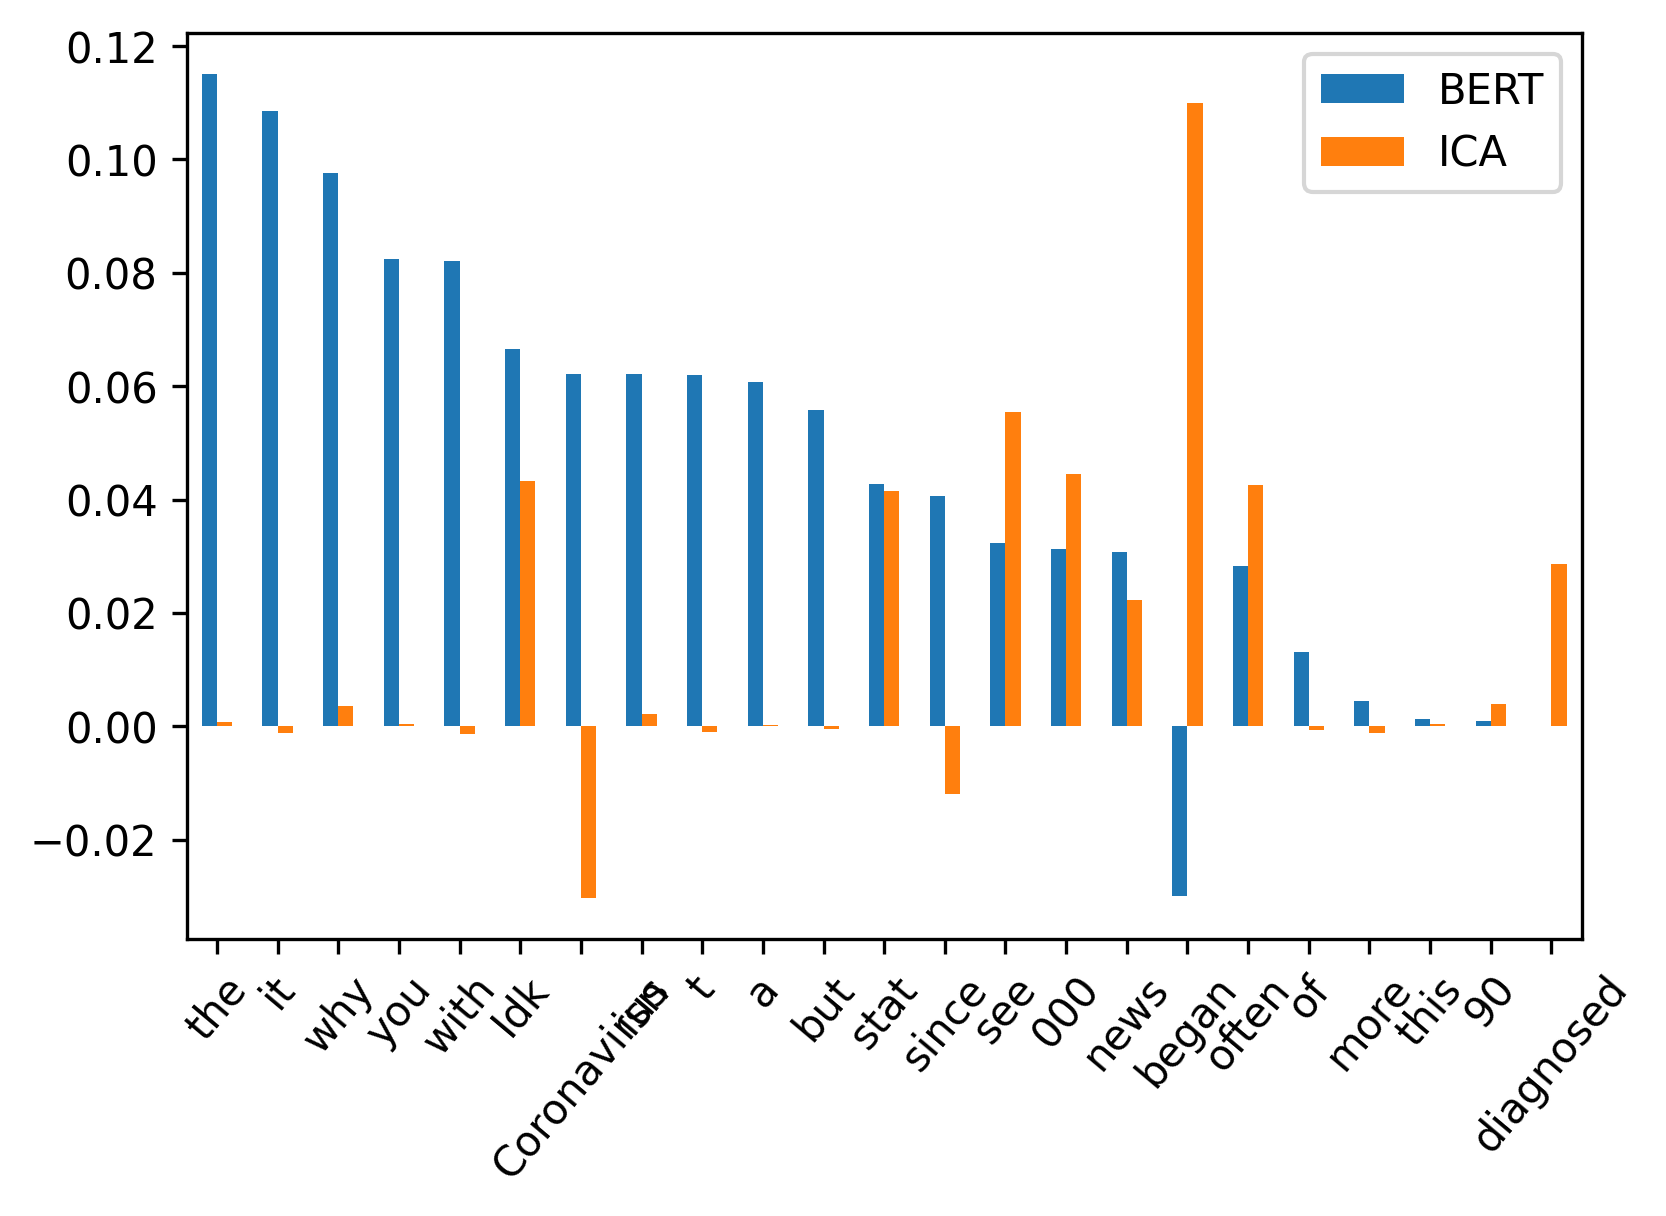 0.12
0.10
0.08
0.06
0.04
0.02
0.00
−0.02
BERT
ICA
the
it
why
you
with
Idk
Coronavirus
t
a
but
stat
since
see
000
news
began
often
of
more
this
90
diagnosed